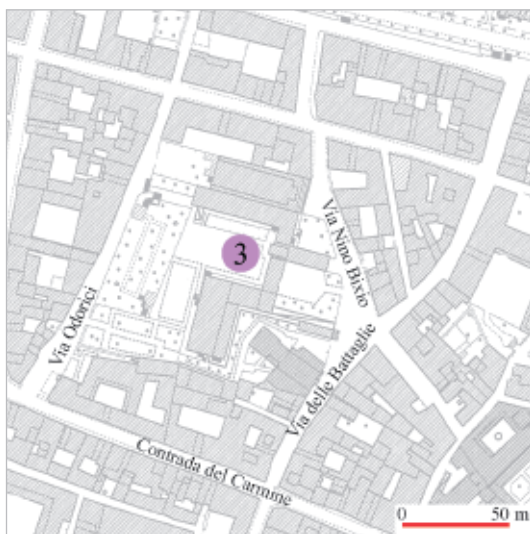 Via Nino Bixio
3
Via Odorici
Via delle Battaglie
Contrada del Carmine
0 50 m